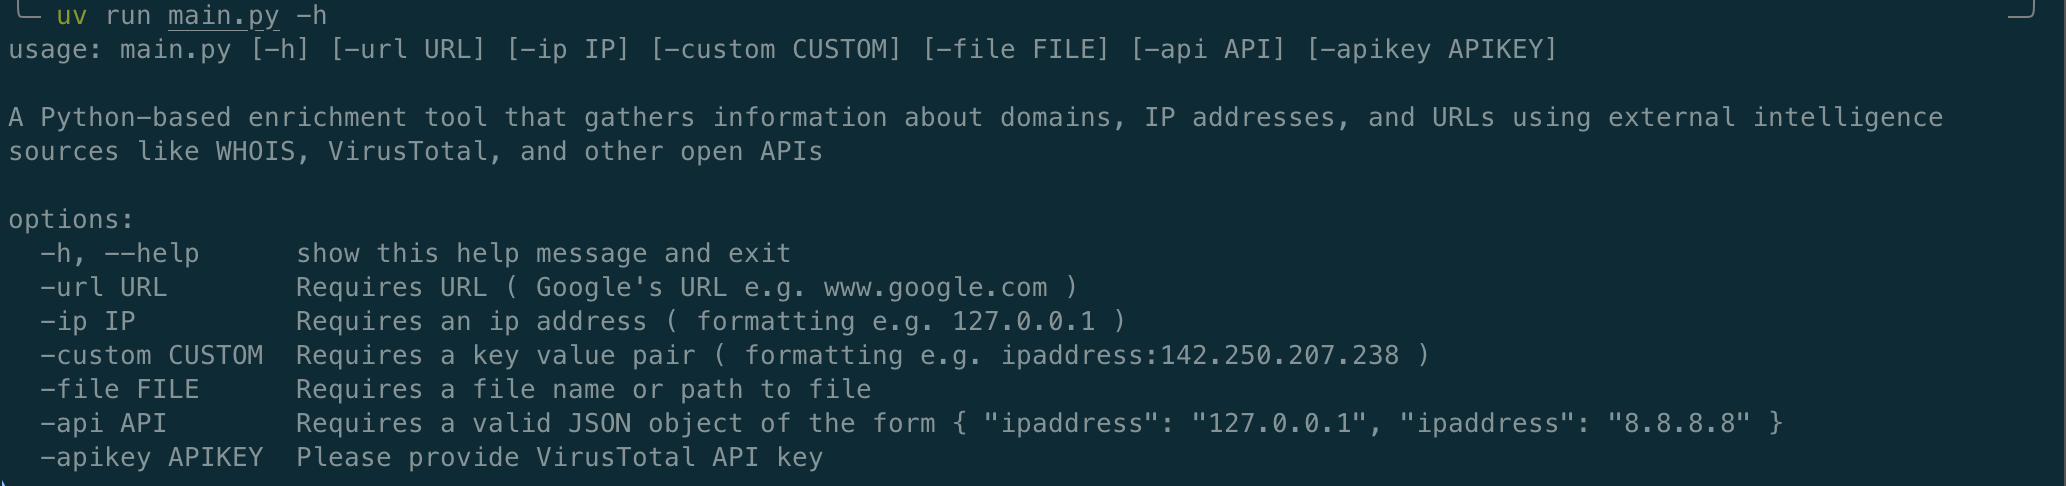 uv run main.py -h
usage: main.py [-h] [-url URL] [-ip IP] [-custom CUSTOM] [-file FILE] [-api API] [-apikey APIKEY]
A Python-based enrichment tool that gathers information about domains, IP addresses, and URLs using external intelligence
sources like WHOIS, VirusTotal, and other open APIs
options:
  -h, --help      show this help message and exit
  -url URL        Requires URL ( Google's URL e.g. www.google.com )
  -ip IP          Requires an ip address ( formatting e.g. 127.0.0.1 )
  -custom CUSTOM  Requires a key value pair ( formatting e.g. ipaddress:142.250.207.238 )
  -file FILE      Requires a file name or path to file
  -api API        Requires a valid JSON object of the form { "ipaddress": "127.0.0.1", "ipaddress": "8.8.8.8" }
  -apikey APIKEY  Please provide VirusTotal API key